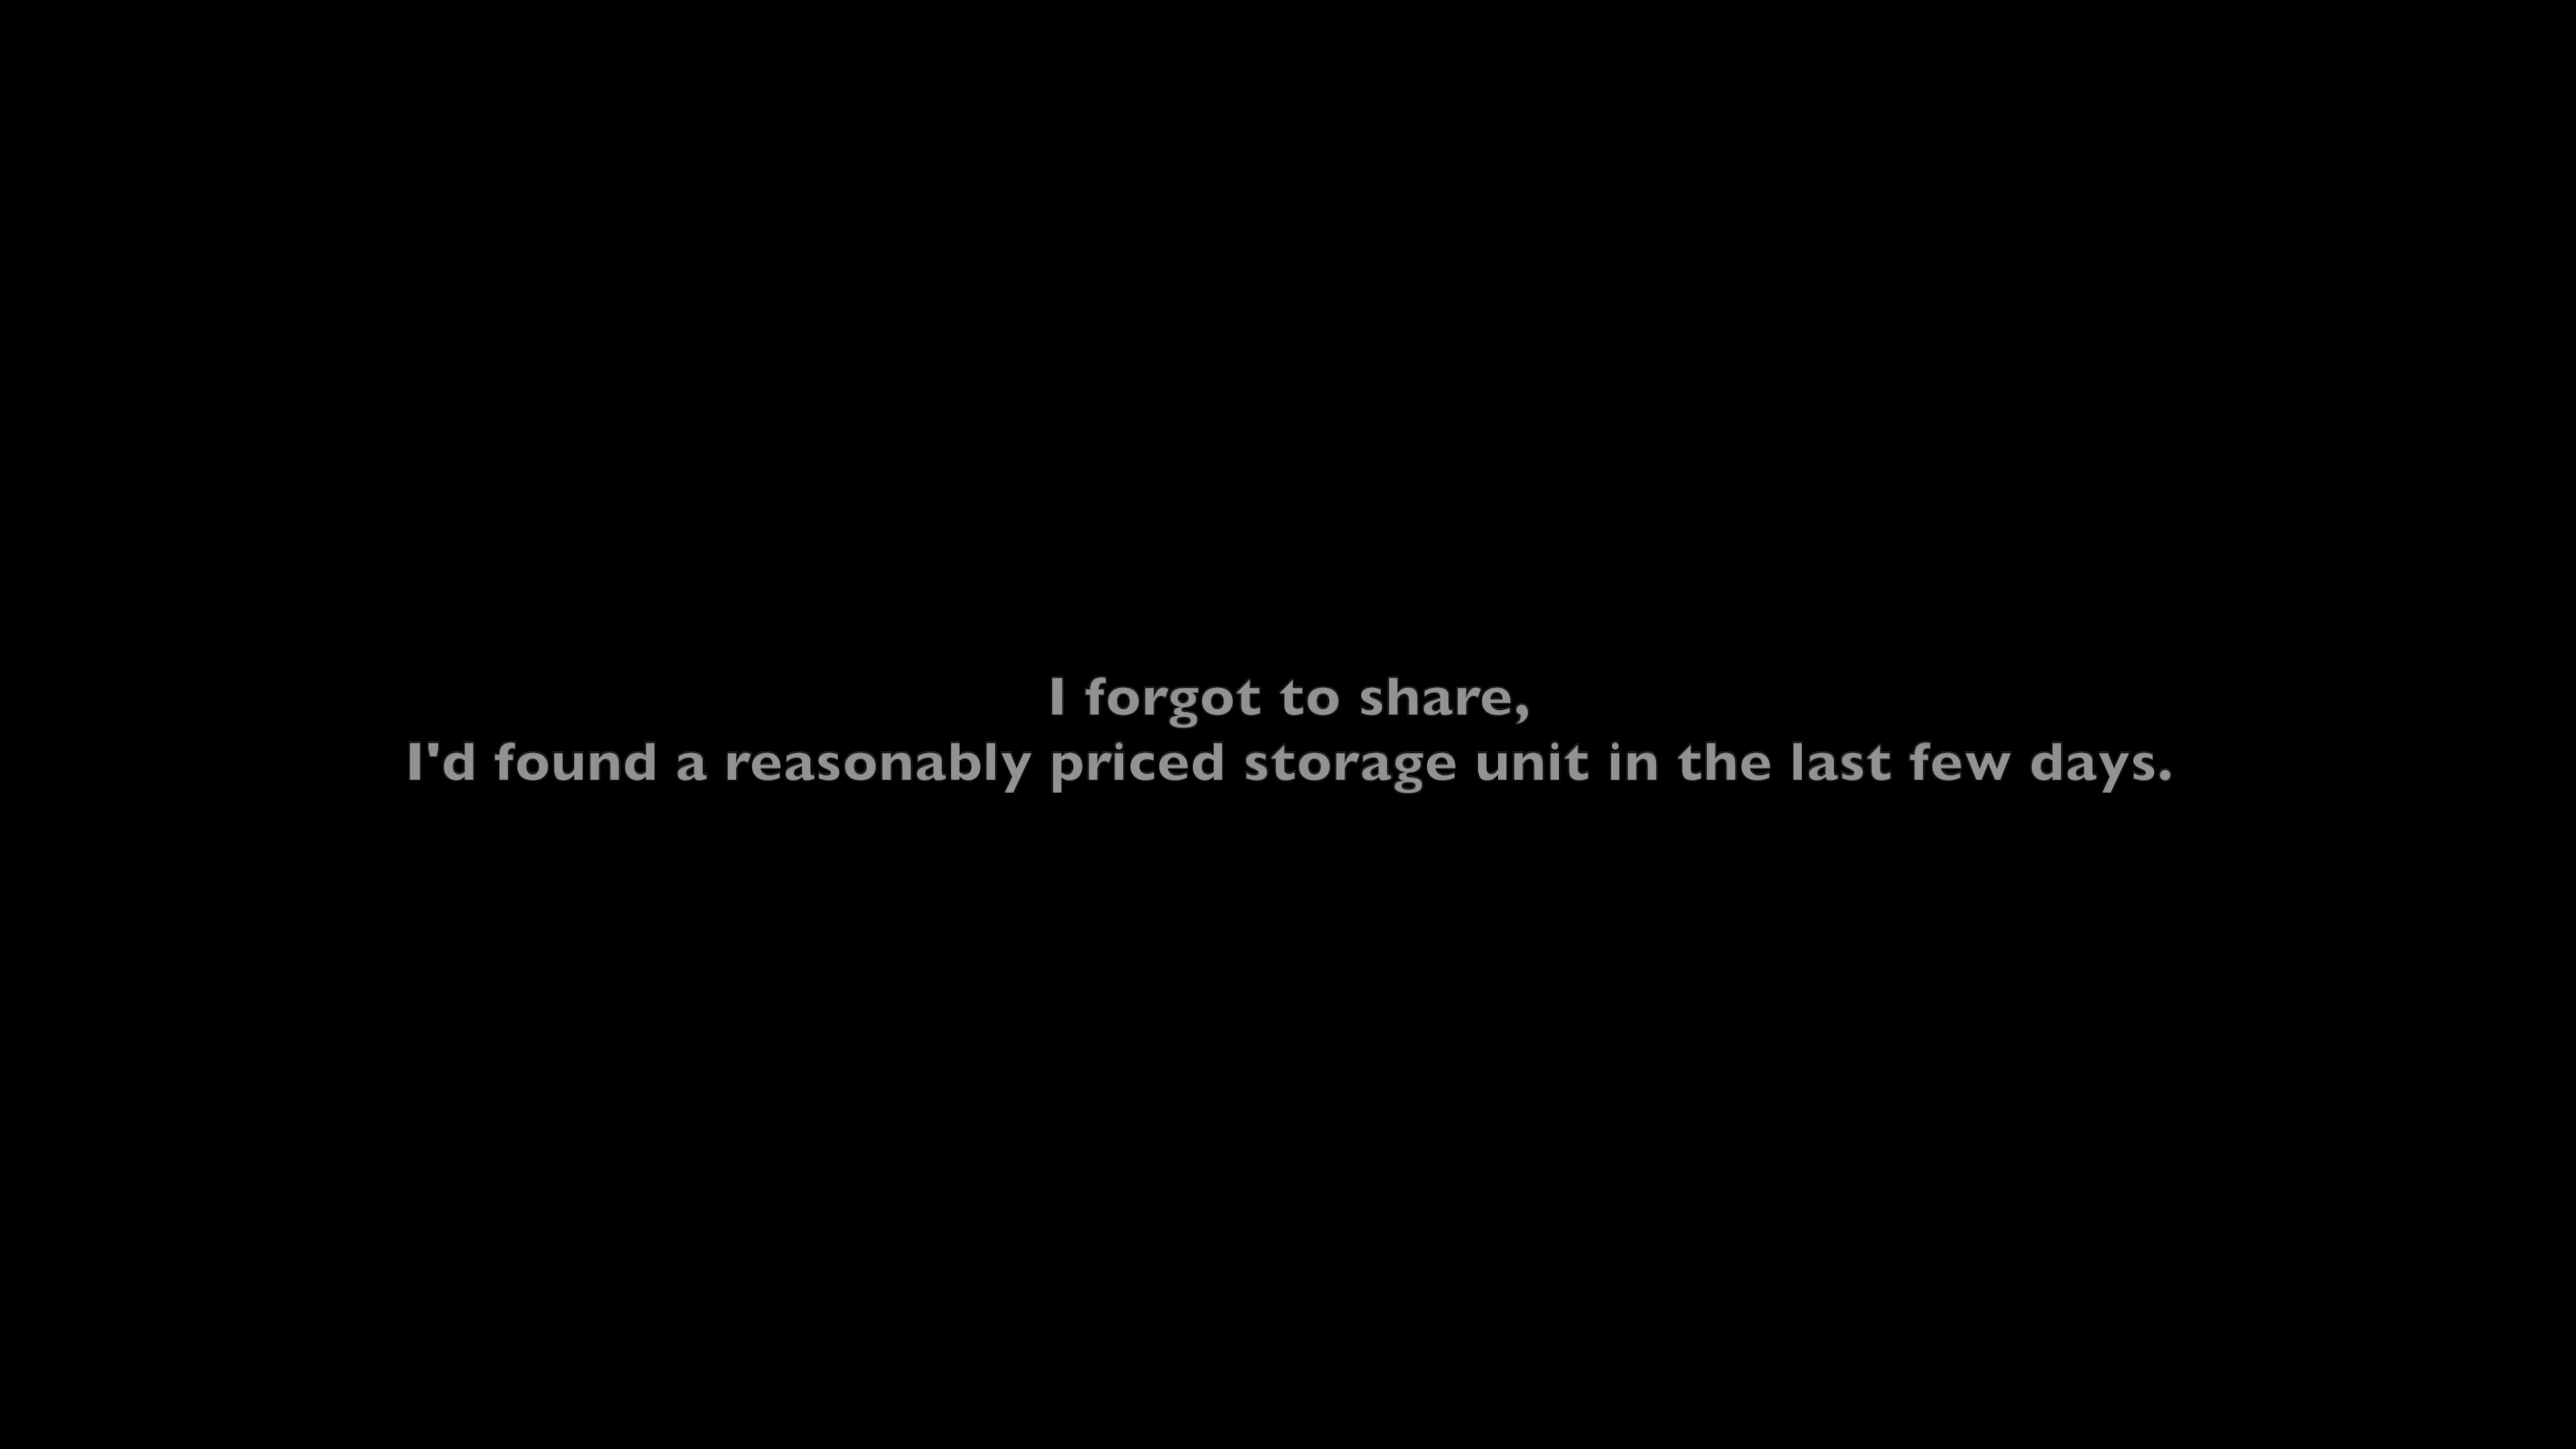 I forgot to share,
I'd found a reasonably priced storage unit in the last few days.